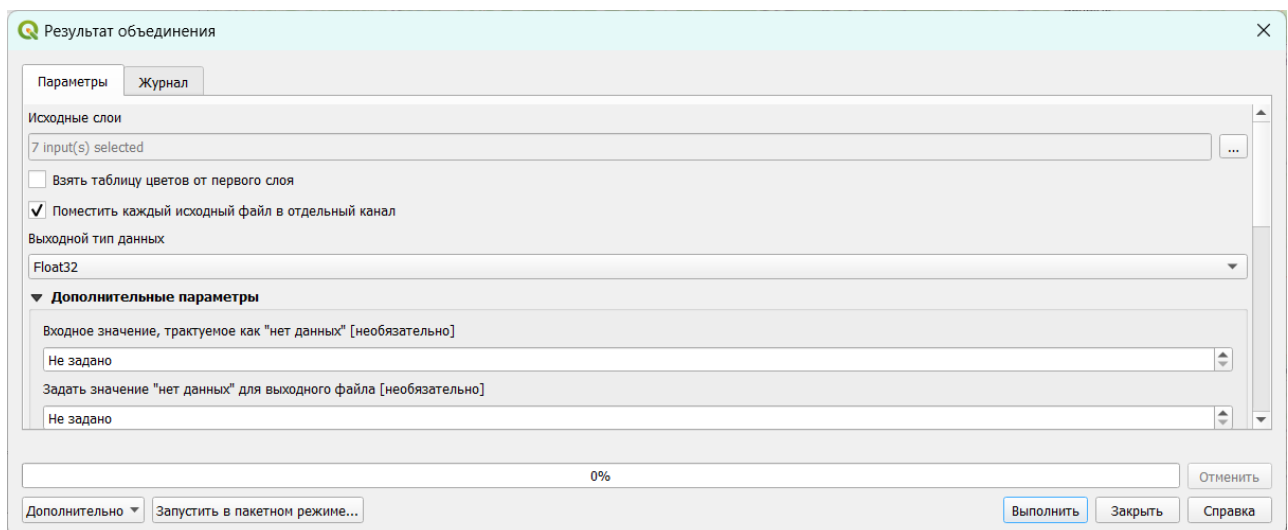 Результат объединения
Параметры Журнал
Исходные слои
7 input(s) selected ...
Взять таблицу цветов от первого слоя
Поместить каждый исходный файл в отдельный канал
Выходной тип данных
Float32
Дополнительные параметры
Входное значение, трактуемое как "нет данных" [необязательно]
Не задано
Задать значение "нет данных" для выходного файла [необязательно]
Не задано
0% Отменить
Дополнительно Запустить в пакетном режиме... Выполнить Закрыть Справка